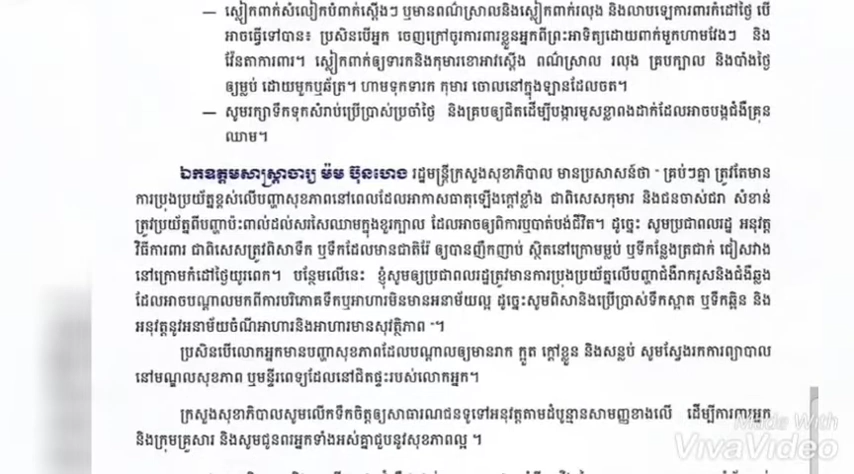 — ស្លៀកពាក់សំលៀកបំពាក់ស្តើងៗ ឬមានពណ៌ស្រាលនិងស្លៀកពាក់រលុង និងលាបឡេការពារកំដៅថ្ងៃ បើ
អាចធ្វើទៅបាន៖ ប្រសិនបើអ្នក ចេញក្រៅចូរការពារខ្លួនអ្នកពីព្រះអាទិត្យដោយពាក់មួកហាមវែងៗ និង
វ៉ែនតាការពារ។ ស្លៀកពាក់ឲ្យទារកនិងកុមារខោអាវស្តើង ពណ៌ស្រាល រលុង គ្របក្បាល និងបាំងថ្ងៃ
ឲ្យម្លប់ ដោយមួកឬឆ័ត្រ។ ហាមទុកទារក កុមារ ចោលនៅក្នុងឡានដែលចត។
— សូមរក្សាទឹកទុកសំរាប់ប្រើប្រាស់ប្រចាំថ្ងៃ និងគ្របឲ្យជិតដើម្បីបង្ការមូសខ្លាពងដាក់ដែលអាចបង្កជំងឺគ្រុន
ឈាម។
ឯកឧត្តមសាស្ត្រាចារ្យ ម៉ម ប៊ុនហេង រដ្ឋមន្ត្រីក្រសួងសុខាភិបាល មានប្រសាសន៍ថា "គ្រប់ៗគ្នា ត្រូវតែមាន
ការប្រុងប្រយ័ត្នខ្ពស់លើបញ្ហាសុខភាពនៅពេលដែលអាកាសធាតុឡើងក្តៅខ្លាំង ជាពិសេសកុមារ និងជនចាស់ជរា សំខាន់
ត្រូវប្រយ័ត្នពីបញ្ហាប៉ះពាល់ដល់សរសៃឈាមក្នុងខួរក្បាល ដែលអាចឲ្យពិការឬបាត់បង់ជីវិត។ ដូច្នេះ សូមប្រជាពលរដ្ឋ អនុវត្ត
វិធីការពារ ជាពិសេសត្រូវពិសាទឹក ឬទឹកដែលមានជាតិរ៉ែ ឲ្យបានញឹកញាប់ ស្ថិតនៅក្រោមម្លប់ ឬទីកន្លែងត្រជាក់ ជៀសវាង
នៅក្រោមកំដៅថ្ងៃយូរពេក។ បន្ថែមលើនេះ ខ្ញុំសូមឲ្យប្រជាពលរដ្ឋត្រូវមានការប្រុងប្រយ័ត្នលើបញ្ហាជំងឺរាករូសនិងជំងឺឆ្លង
ដែលអាចបណ្តាលមកពីការបរិភោគទឹកឬអាហារមិនមានអនាម័យល្អ ដូច្នេះសូមពិសានិងប្រើប្រាស់ទឹកស្អាត ឬទឹកឆ្អិន និង
អនុវត្តនូវអនាម័យចំណីអាហារនិងអាហារមានសុវត្ថិភាព "។
ប្រសិនបើលោកអ្នកមានបញ្ហាសុខភាពដែលបណ្តាលឲ្យមានរាក ក្អួត ក្តៅខ្លួន និងសន្លប់ សូមស្វែងរកការព្យាបាល
នៅមណ្ឌលសុខភាព ឬមន្ទីរពេទ្យដែលនៅជិតផ្ទះរបស់លោកអ្នក។
ក្រសួងសុខាភិបាលសូមលើកទឹកចិត្តឲ្យសាធារណជនទូទៅអនុវត្តតាមដំបូន្មានសាមញ្ញខាងលើ ដើម្បីការពារអ្នក
និងក្រុមគ្រួសារ និងសូមជូនពរអ្នកទាំងអស់គ្នាជួបនូវសុខភាពល្អ ។
Made With
VivaVideo